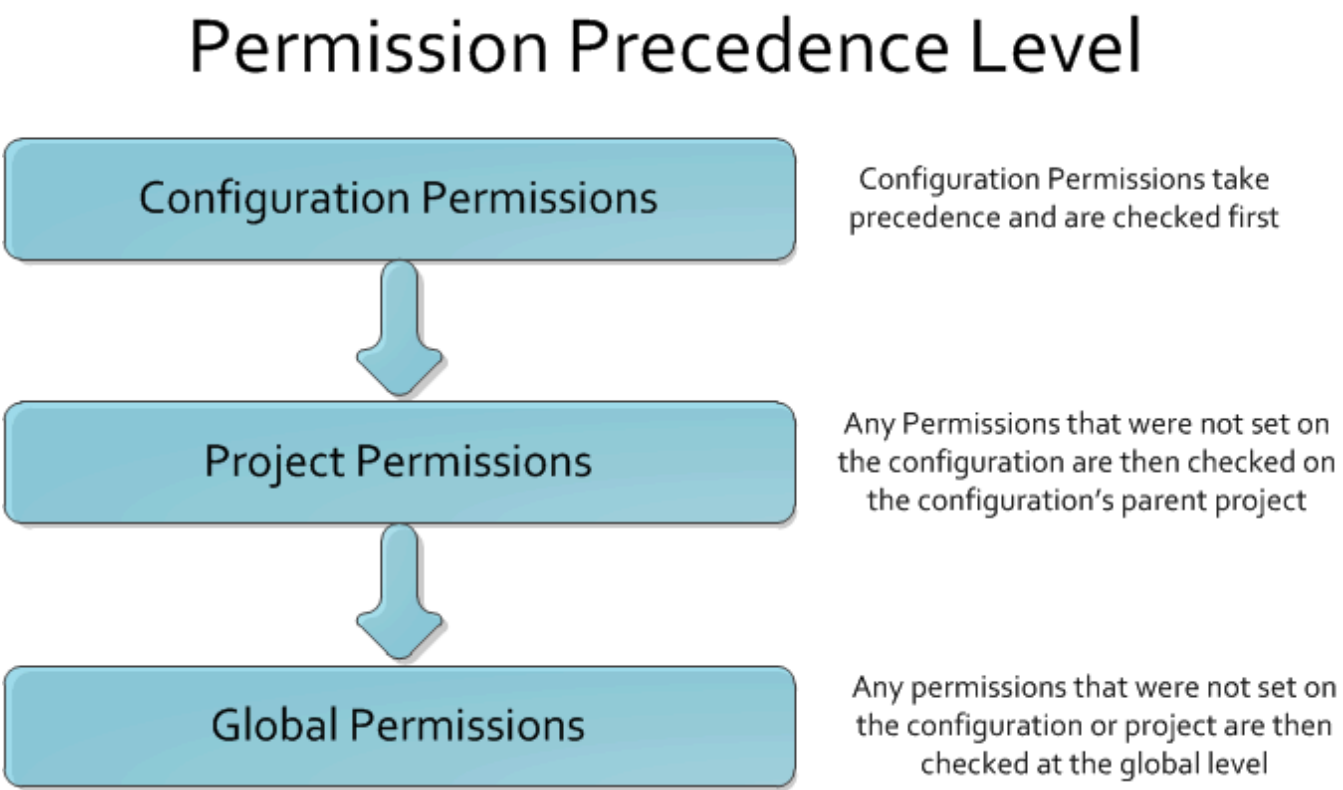 Permission Precedence Level
Configuration Permissions
Configuration Permissions take
precedence and are checked first
Project Permissions
Any Permissions that were not set on
the configuration are then checked on
the configuration's parent project
Global Permissions
Any permissions that were not set on
the configuration or project are then
checked at the global level